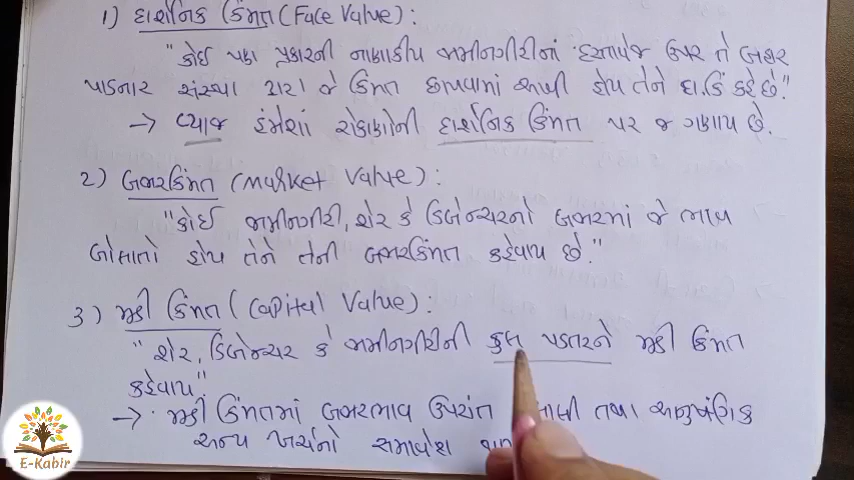 1) દાર્શનિક કિંમત (Face Value) :
"કોઈ પણ પ્રકારની નાણાકીય જામીનગીરીનાં દસ્તાવેજ ઉપર તે બહાર
પાડનાર સંસ્થા દ્વારા જે કિંમત છાપવામાં આવી હોય તેને દા.કિં કહે છે."
→ વ્યાજ હંમેશાં રોકાણોની દાર્શનિક કિંમત પર જ ગણાય છે.
2) બજારકિંમત (Market Value) :
"કોઈ જામીનગીરી, શેર કે ડિબેન્ચરનો બજારમાં જે ભાવ
બોલાતો હોય તેને તેની બજારકિંમત કહેવાય છે."
3) મૂડી કિંમત (Capital Value) :
"શેર, ડિબેન્ચર કે જામીનગીરીની કુલ પડતરને મૂડી કિંમત
કહેવાય"
→ મૂડી કિંમતમાં બજારભાવ ઉપરાંત તથા આનુષંગિક
અન્ય ખર્ચનો સમાવેશ
E-Kabir